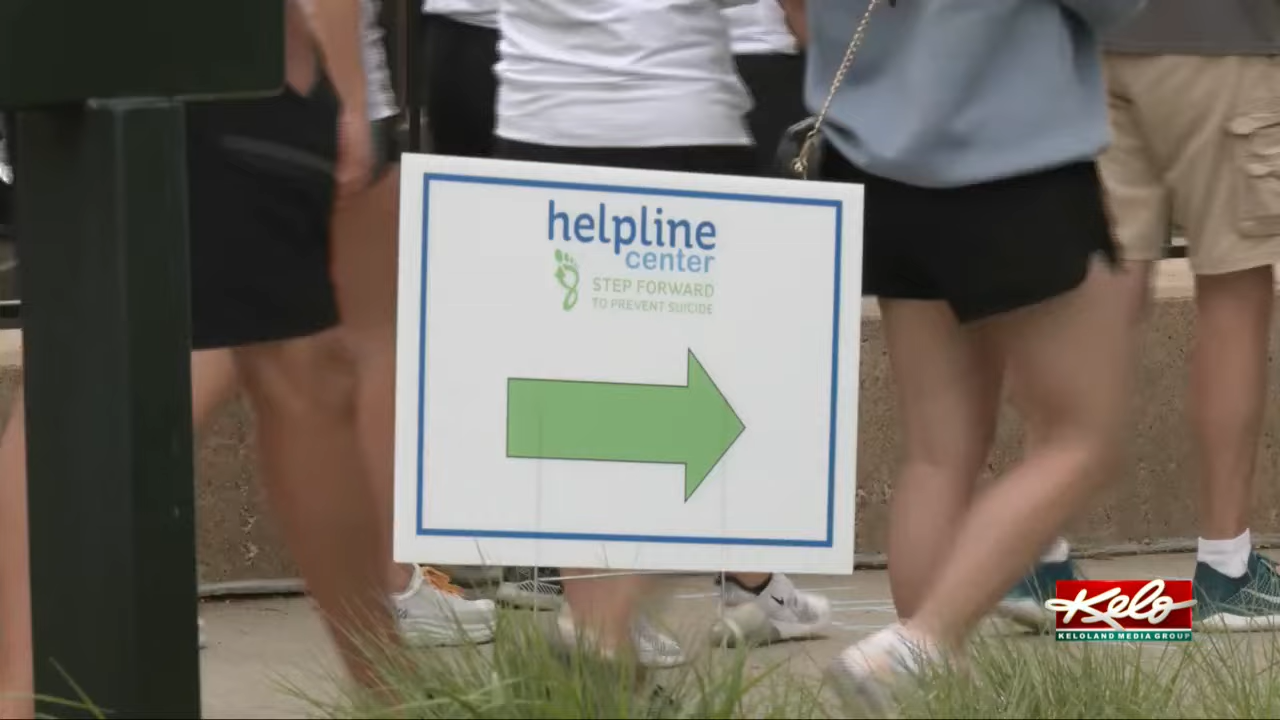 helpline
center
STEP FORWARD
TO PREVENT SUICIDE
Kelo
KELOLAND MEDIA GROUP